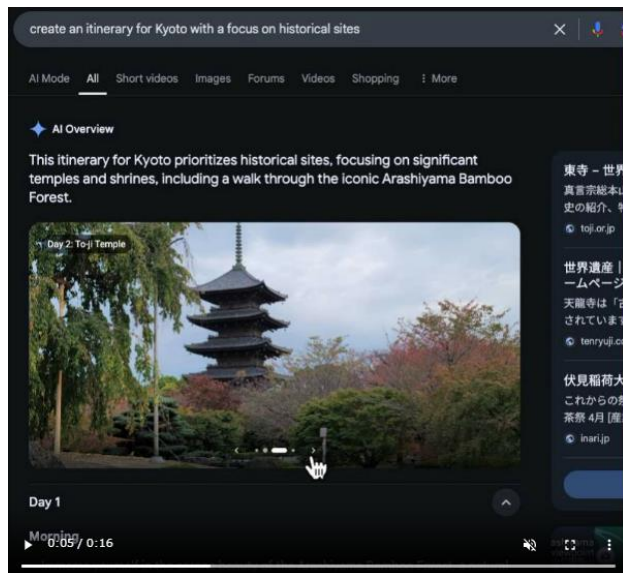 create an itinerary for Kyoto with a focus on historical sites
AI Mode All Short videos Images Forums Videos Shopping More
AI Overview
This itinerary for Kyoto prioritizes historical sites, focusing on significant
temples and shrines, including a walk through the iconic Arashiyama Bamboo
Forest.
Day 2: To-ji Temple
Day 1
Morning
0:05 / 0:16
東寺 – 世界
真言宗総本山
史の紹介、特
toji.or.jp
世界遺産 |
ームページ
天龍寺は「古
されています
tenryuji.co
伏見稲荷大
これからの祭
茶祭 4月 [産
inari.jp